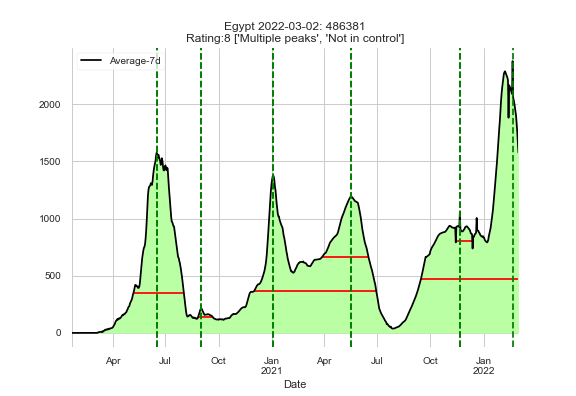 Egypt 2022-03-02: 486381
Rating:8 ['Multiple peaks', 'Not in control']
Average-7d
2000
1500
1000
500
0
Apr Jul Oct Jan Apr Jul Oct Jan
2021 2022
Date